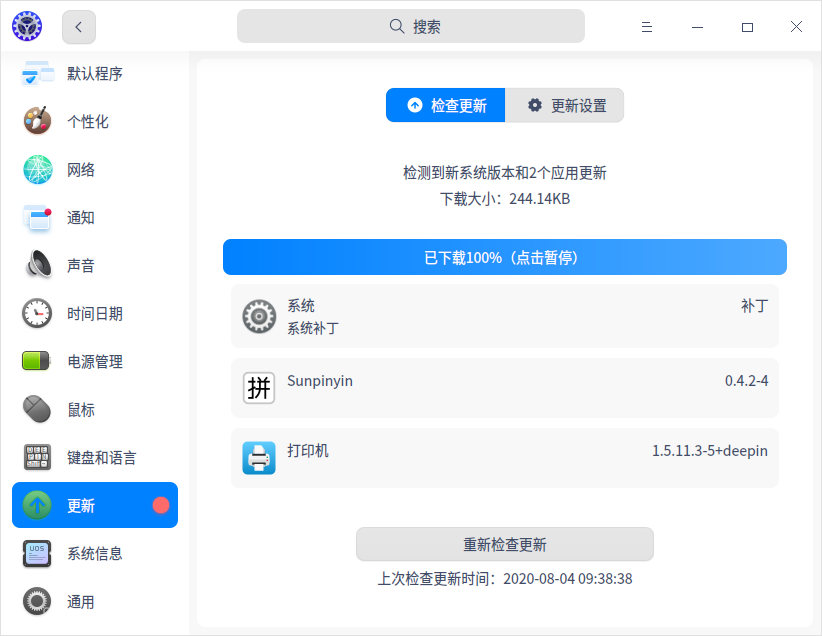 搜索
默认程序
个性化
网络
通知
声音
时间日期
电源管理
鼠标
键盘和语言
更新
UOS
系统信息
通用
检查更新
更新设置
检测到新系统版本和2个应用更新
下载大小：244.14KB
已下载100%（点击暂停）
系统
补丁
系统补丁
拼
Sunpinyin
0.4.2-4
打印机
1.5.11.3-5+deepin
重新检查更新
上次检查更新时间：2020-08-04 09:38:38